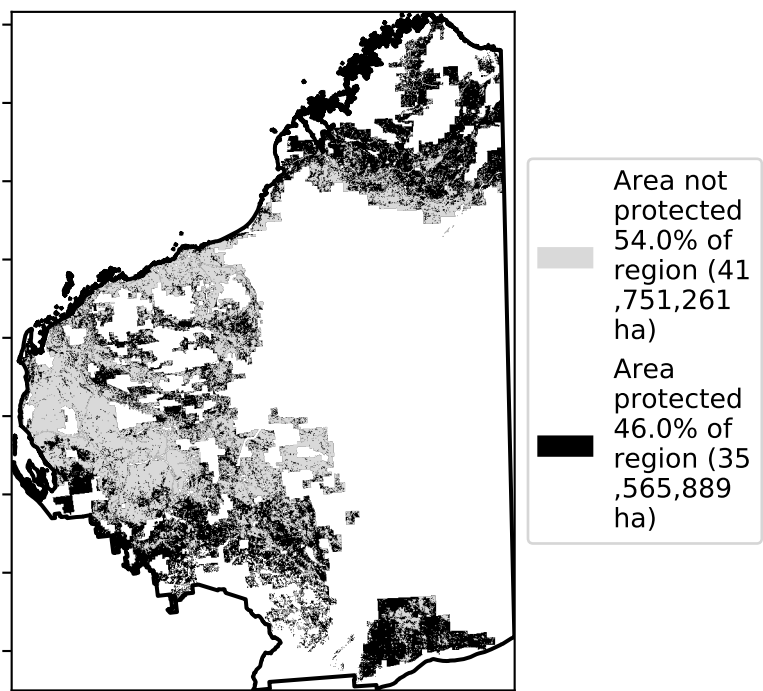 Area not
protected
54.0% of
region (41
,751,261
ha)
Area
protected
46.0% of
region (35
,565,889
ha)